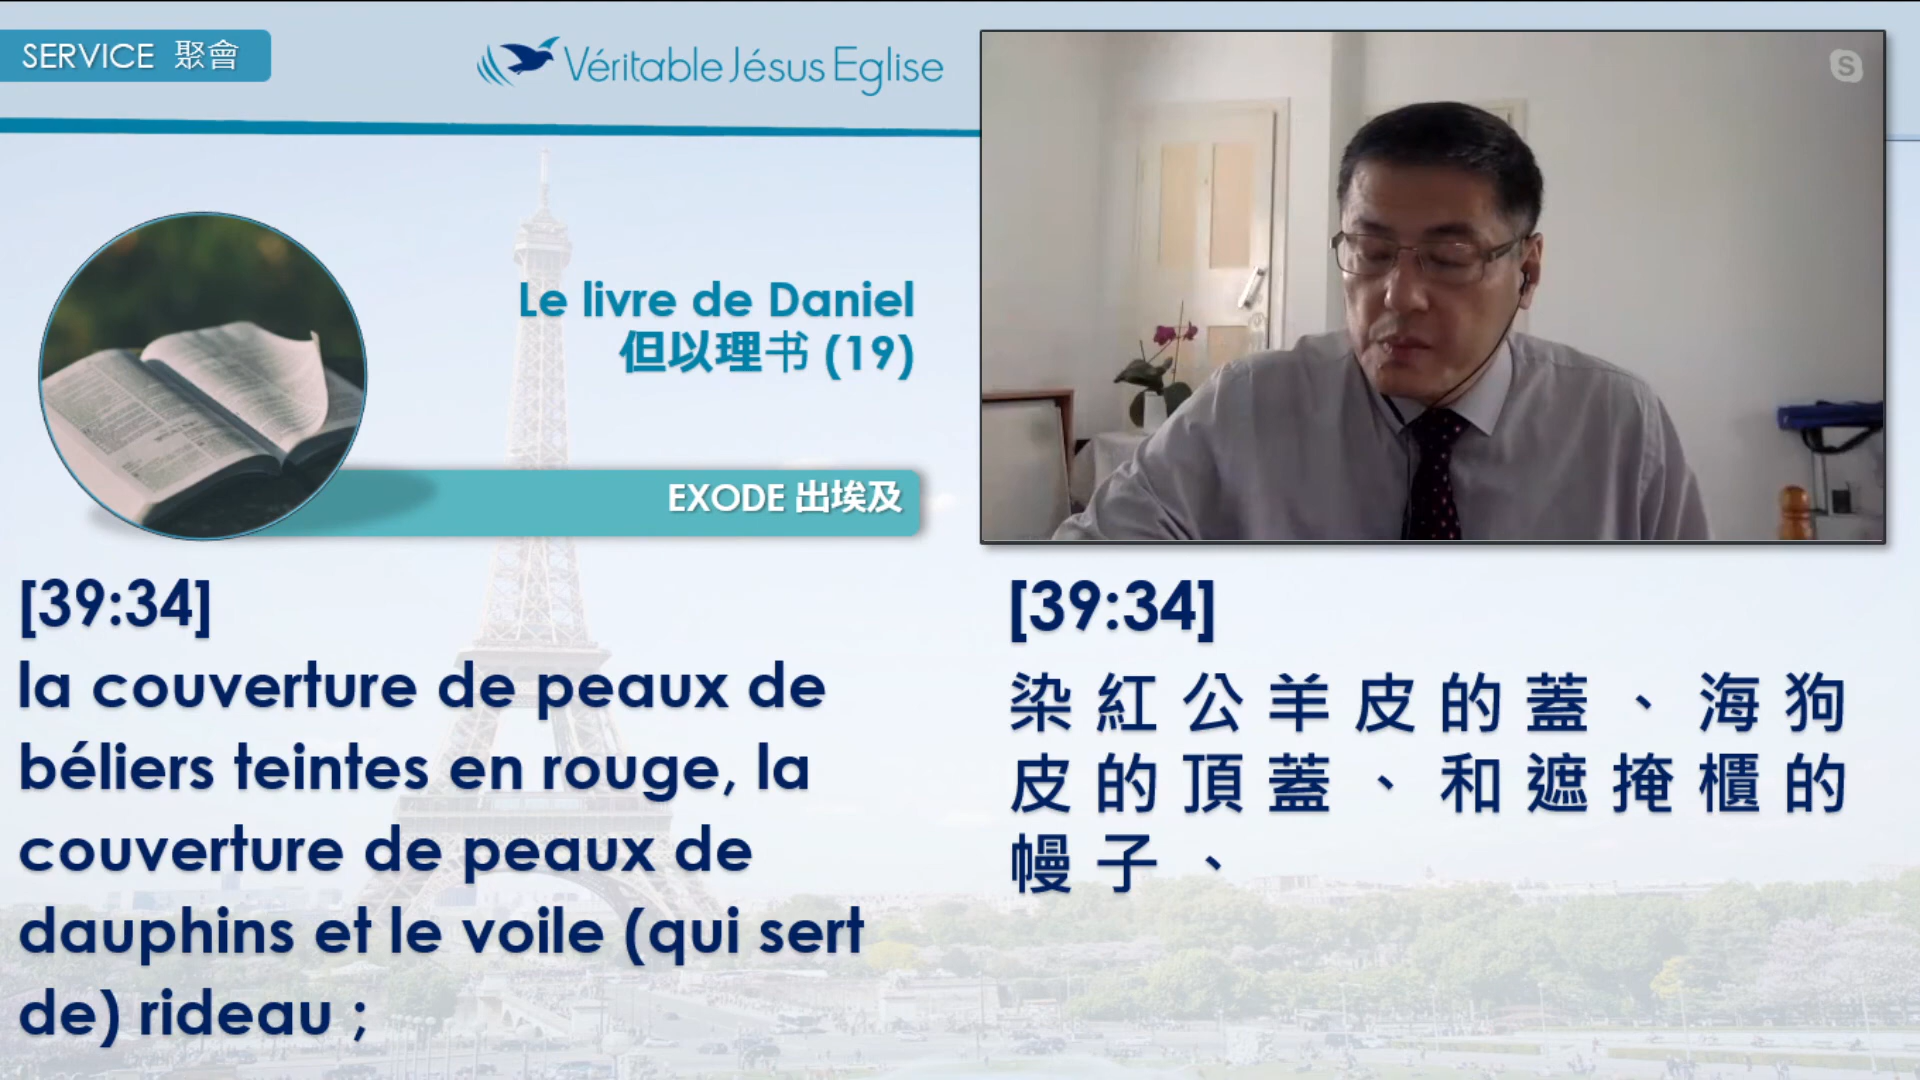 SERVICE 聚會
Véritable Jésus Eglise
S
Le livre de Daniel
但以理书 (19)
EXODE 出埃及
[39:34]
la couverture de peaux de
béliers teintes en rouge, la
couverture de peaux de
dauphins et le voile (qui sert
de) rideau ;
[39:34]
染紅公羊皮的蓋、海狗
皮的頂蓋、和遮掩櫃的
幔子、